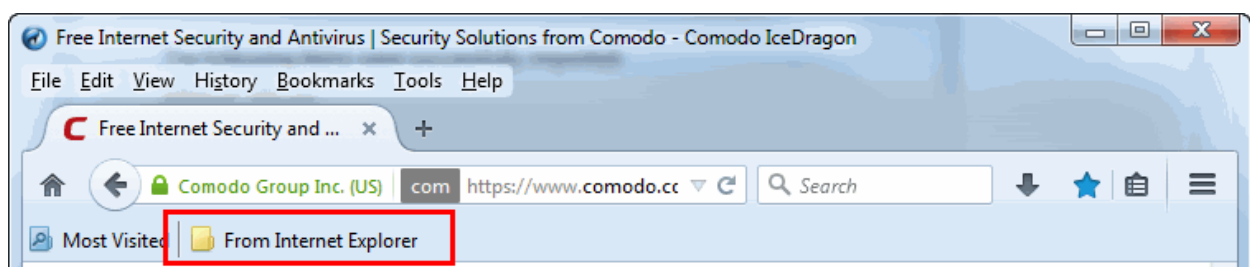 Free Internet Security and Antivirus | Security Solutions from Comodo - Comodo IceDragon
File Edit View History Bookmarks Tools Help
Free Internet Security and ...
Comodo Group Inc. (US) com https://www.comodo.cc Search
Most Visited From Internet Explorer